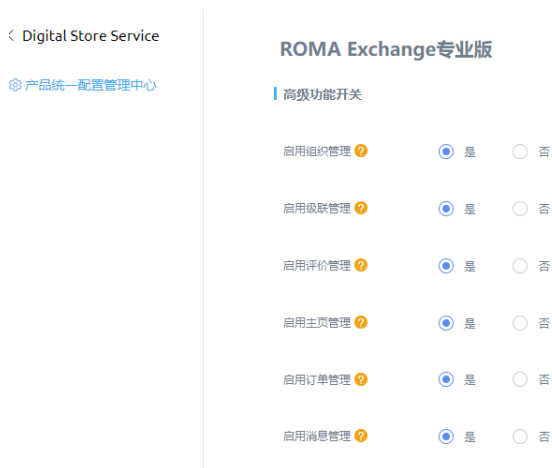 Digital Store Service
产品统一配置管理中心
ROMA Exchange专业版
高级功能开关
启用组织管理 ? 是 否
启用级联管理 ? 是 否
启用评价管理 ? 是 否
启用主页管理 ? 是 否
启用订单管理 ? 是 否
启用消息管理 ? 是 否